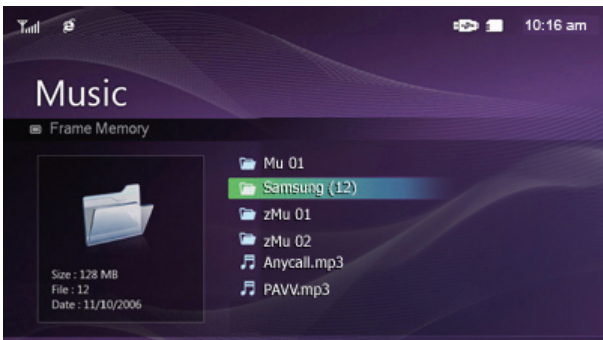 10:16 am
Music
Frame Memory
Mu 01
Samsung (12)
zMu 01
zMu 02
Anycall.mp3
PAVV.mp3
Size : 128 MB
File : 12
Date : 11/10/2006